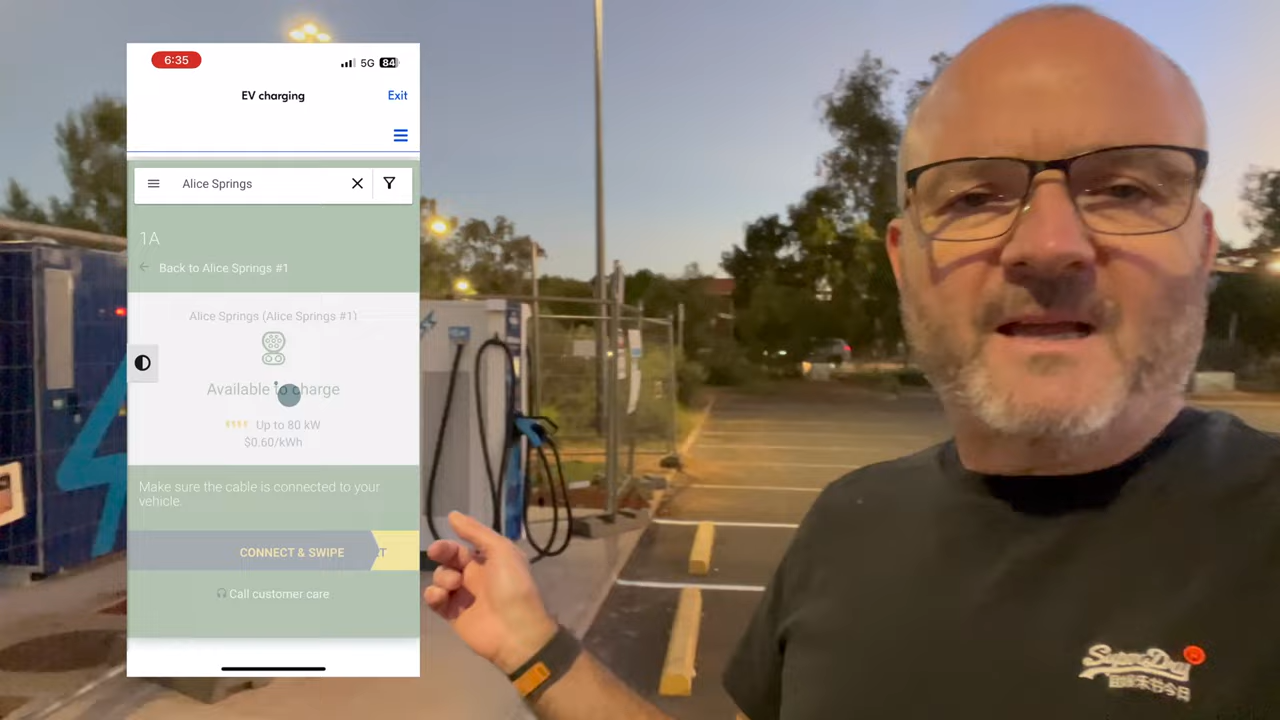 6:35
5G 84
EV charging
Exit
Alice Springs
1A
Back to Alice Springs #1
Alice Springs (Alice Springs #1)
Available to charge
Up to 80 kW
$0.60/kWh
Make sure the cable is connected to your
vehicle.
CONNECT & SWIPE
T
Call customer care
SuperDry